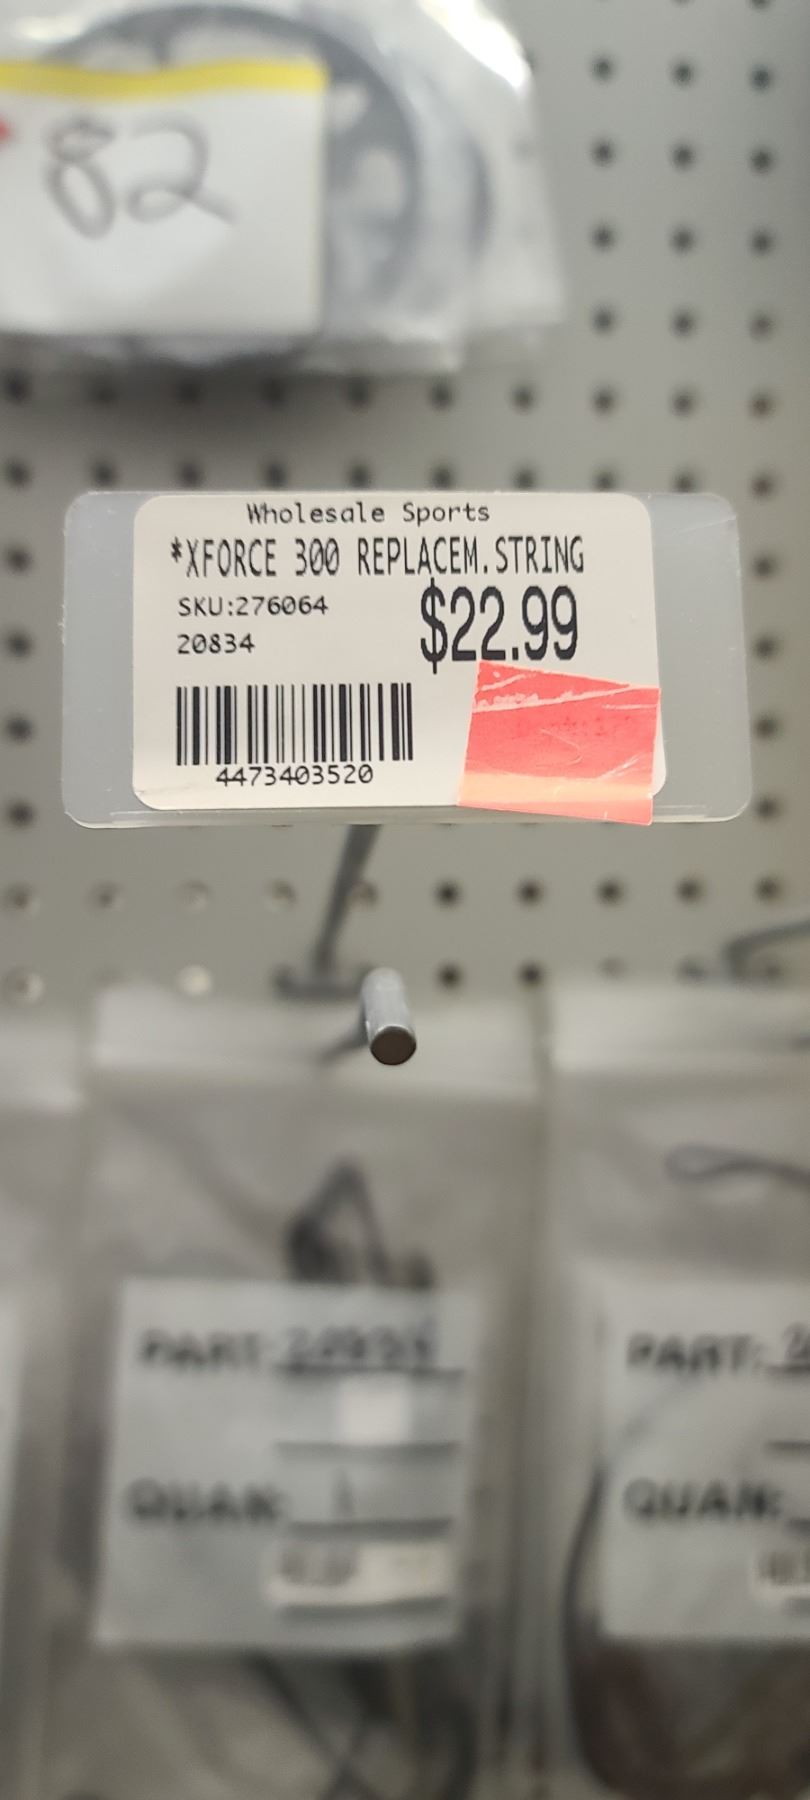 82
Wholesale Sports
*XFORCE 300 REPLACEM.STRING
SKU:276064
$22.99
20834
4473403520
PART:
PART:
QUAN:
QUAN: